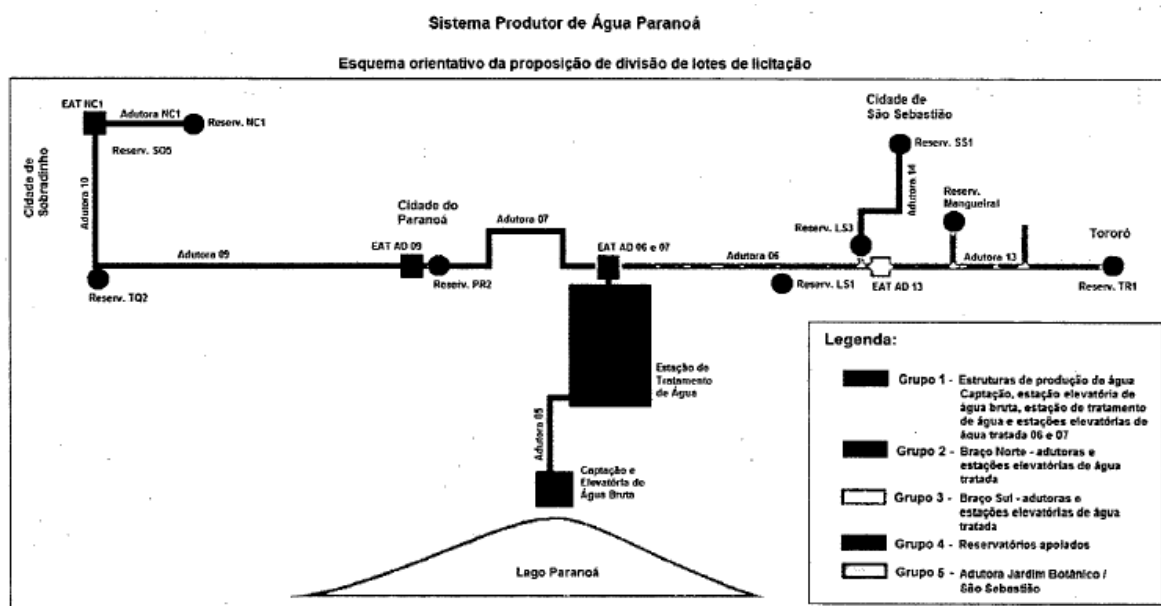 Sistema Produtor de Água Paranoá
Esquema orientativo da proposição de divisão de lotes de licitação
EAT NC1
Adutora NC1
Reserv. NC1
Reserv. SO5
Cidade de
Sobradinho
Adutora 10
Adutora 09
Reserv. TQ2
Cidade do
Paranoá
EAT AD 09
Reserv. PR2
Adutora 07
EAT AD 06 e 07
Adutora 06
Reserv. LS1
Cidade de
São Sebastião
Reserv. SS1
Adutora 14
Reserv. LS3
EAT AD 13
Reserv.
Mangueiral
Adutora 13
Tororó
Reserv. TR1
Estação de
Tratamento
de Água
Adutora 05
Captação e
Elevatória de
Água Bruta
Lago Paranoá
Legenda:
Grupo 1 - Estruturas de produção de água
Captação, estação elevatória de
água bruta, estação de tratamento
de água e estações elevatórias de
água tratada 06 e 07
Grupo 2 - Braço Norte - adutoras e
estações elevatórias de água
tratada
Grupo 3 - Braço Sul - adutoras e
estações elevatórias de água
tratada
Grupo 4 - Reservatórios apoiados
Grupo 5 - Adutora Jardim Botânico /
São Sebastião